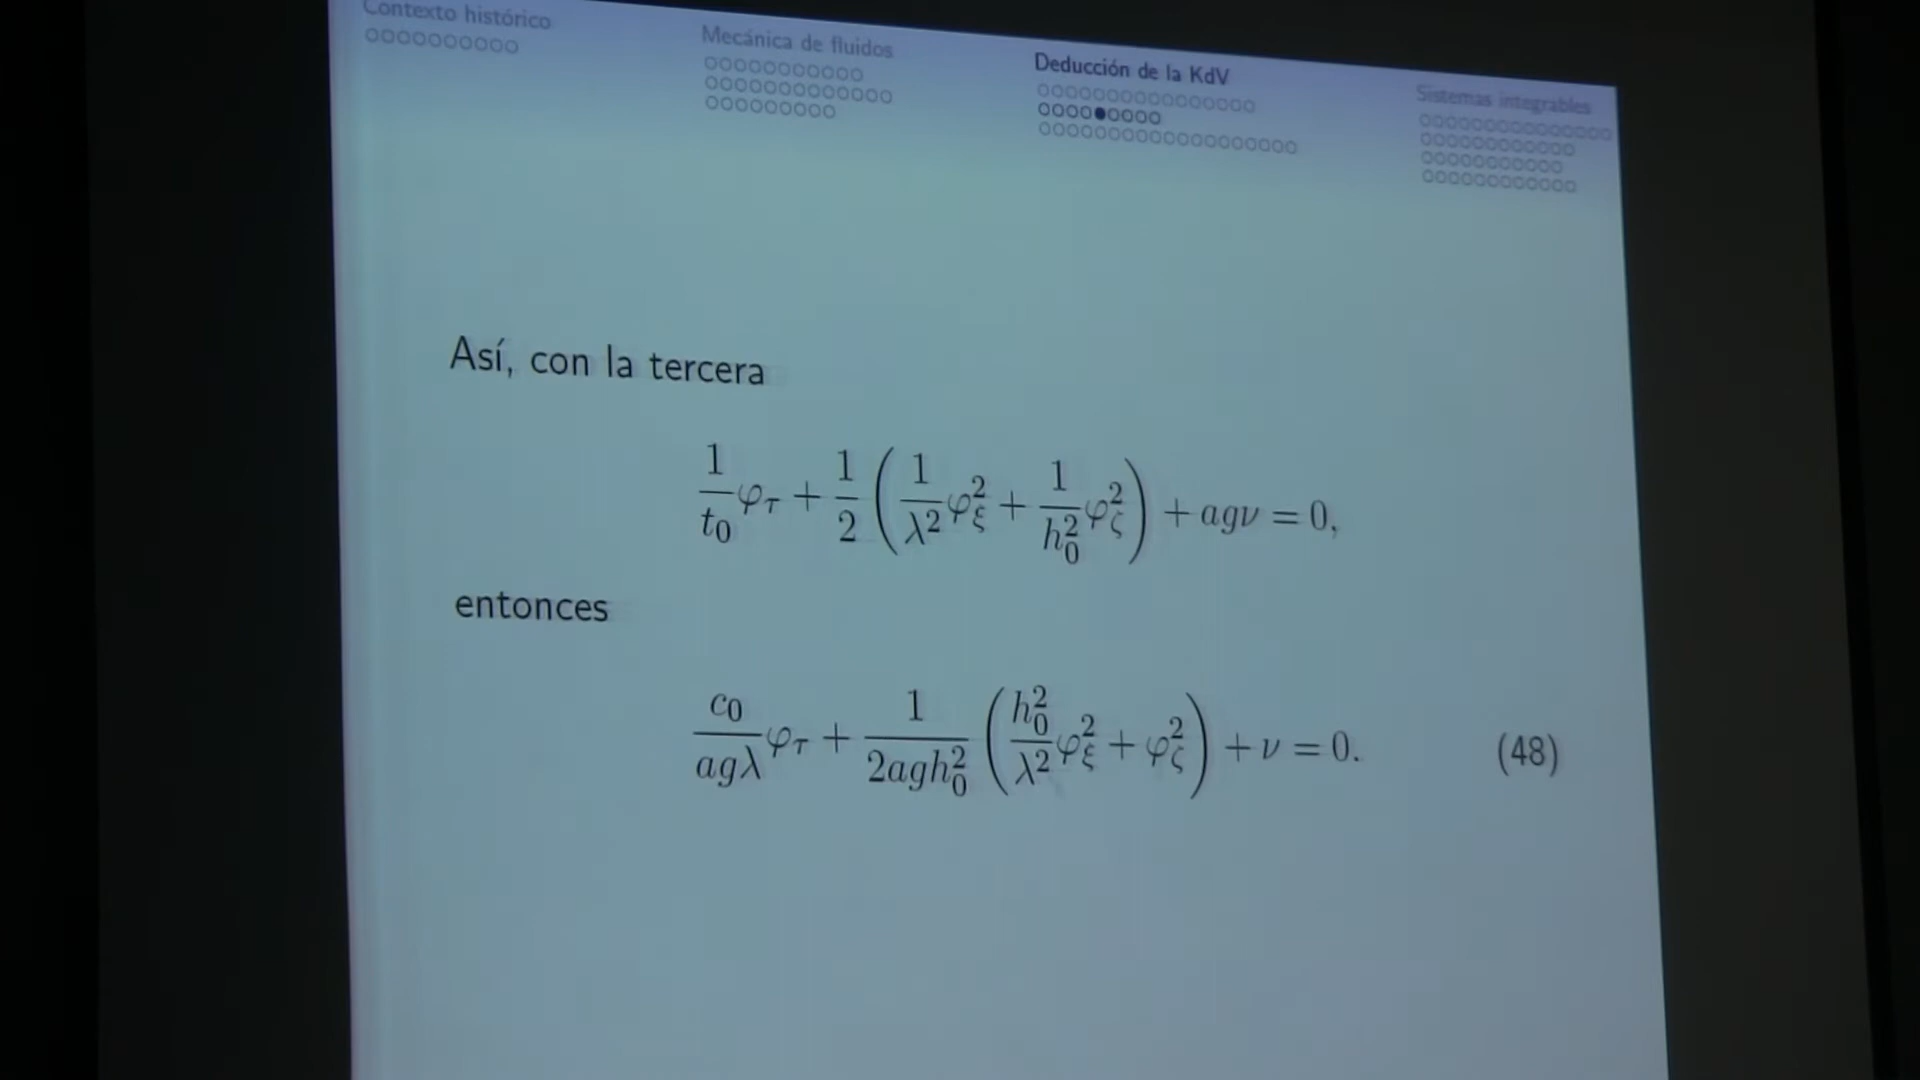 Contexto histórico
Mecánica de fluidos
Deducción de la KdV
Sistemas integrables
Así, con la tercera
\frac{1}{t_0}\varphi_\tau + \frac{1}{2}\left(\frac{1}{\lambda^2}\varphi_\xi^2 + \frac{1}{h_0^2}\varphi_\zeta^2\right) + ag\nu = 0,
entonces
\frac{c_0}{ag\lambda}\varphi_\tau + \frac{1}{2agh_0^2}\left(\frac{h_0^2}{\lambda^2}\varphi_\xi^2 + \varphi_\zeta^2\right) + \nu = 0. (48)